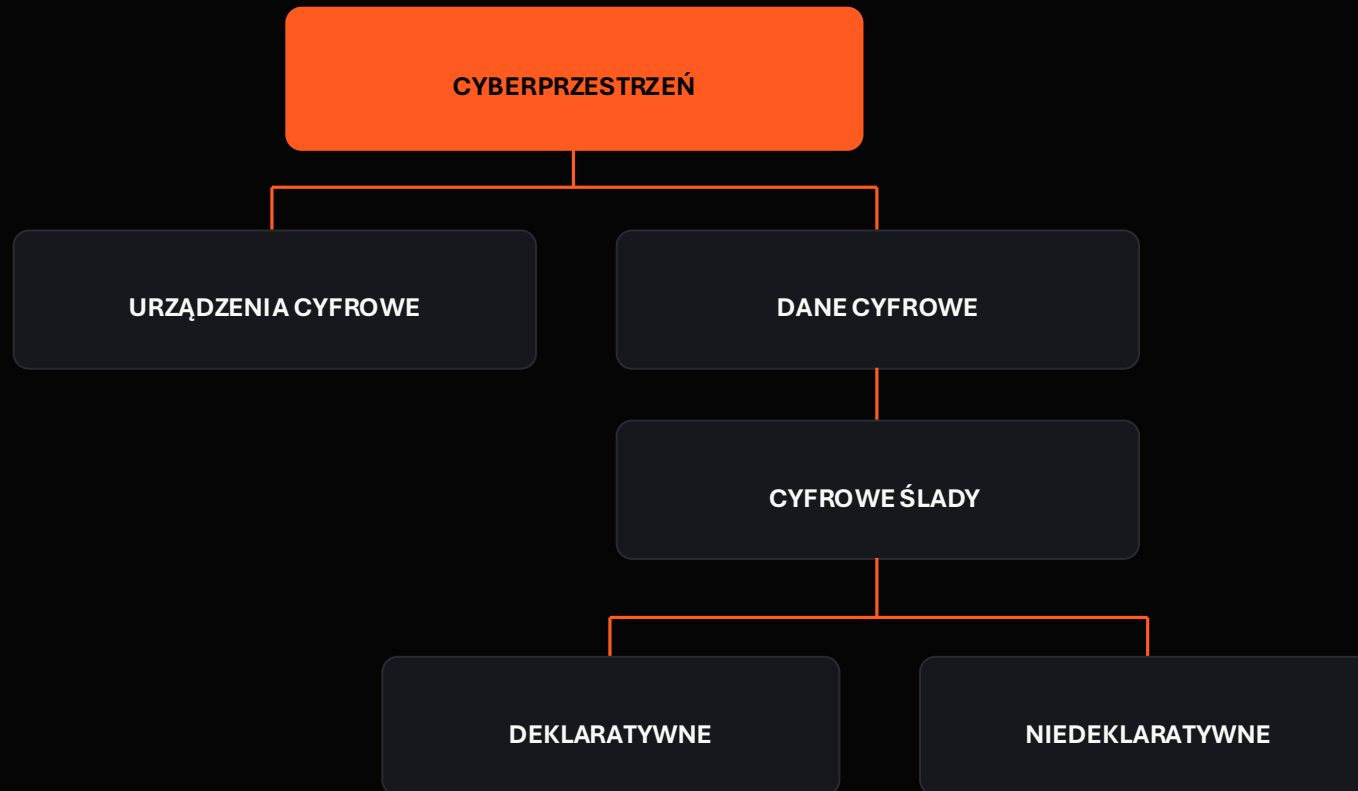 CYBERPRZESTRZEŃ
URZĄDZENIA CYFROWE
DANE CYFROWE
CYFROWE ŚLADY
DEKLARATYWNE
NIEDEKLARATYWNE